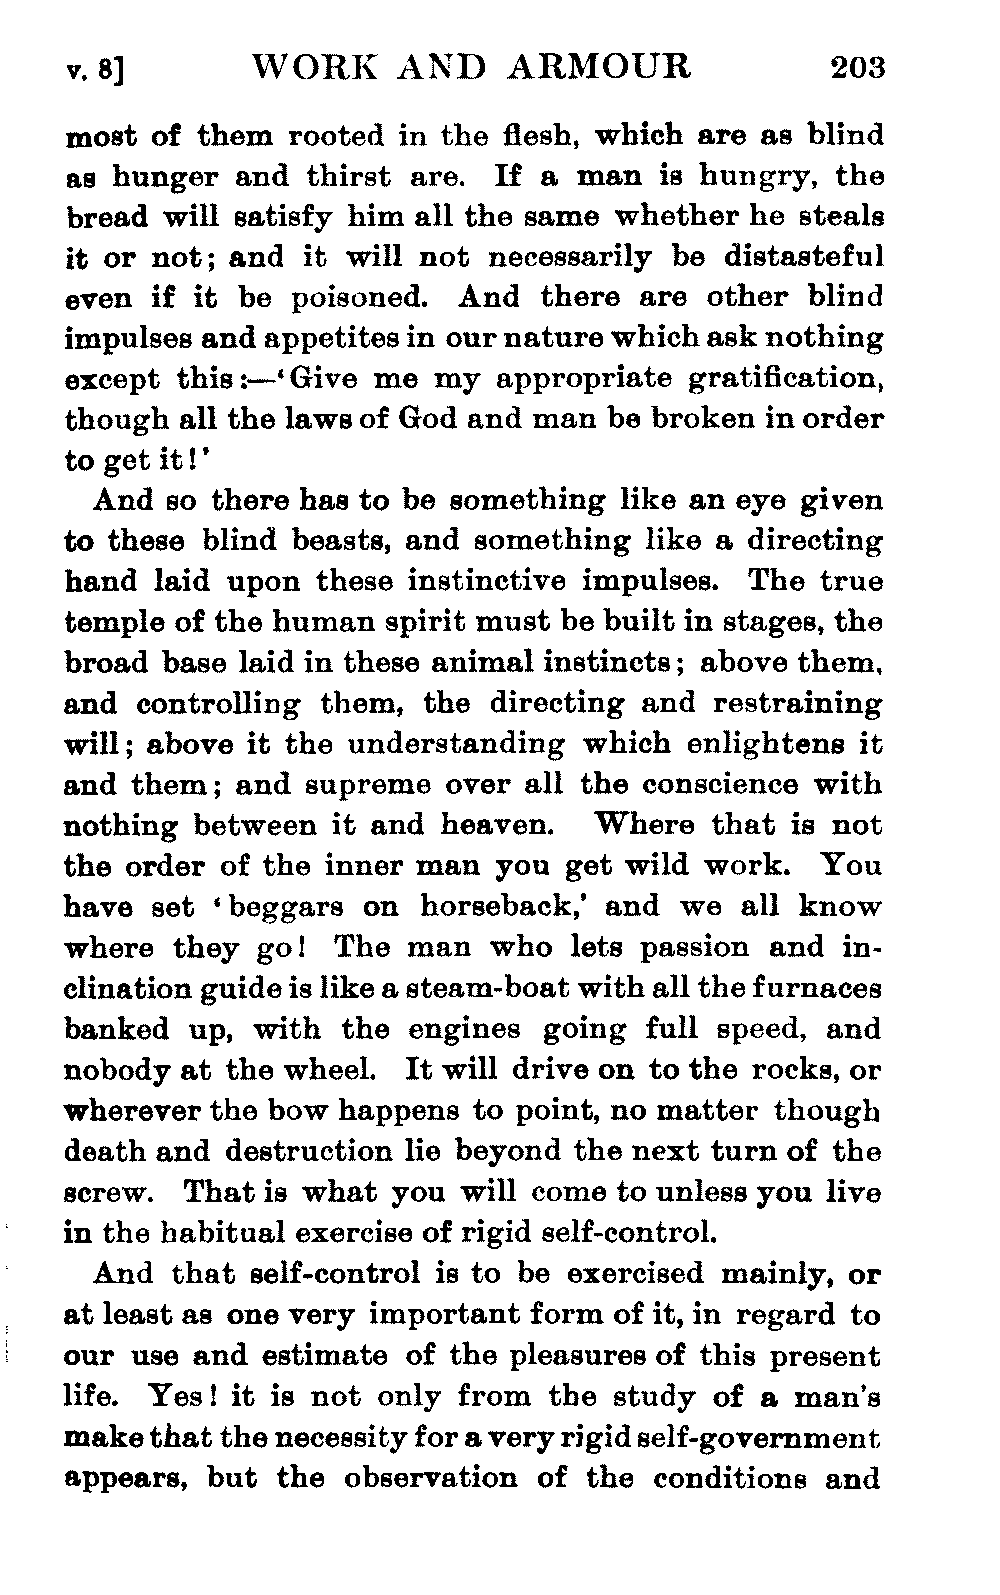 v. 8] WORK AND ARMOUR 203
most of them rooted in the flesh, which are as blind
as hunger and thirst are. If a man is hungry, the
bread will satisfy him all the same whether he steals
it or not; and it will not necessarily be distasteful
even if it be poisoned. And there are other blind
impulses and appetites in our nature which ask nothing
except this:—‘Give me my appropriate gratification,
though all the laws of God and man be broken in order
to get it!’
And so there has to be something like an eye given
to these blind beasts, and something like a directing
hand laid upon these instinctive impulses. The true
temple of the human spirit must be built in stages, the
broad base laid in these animal instincts; above them,
and controlling them, the directing and restraining
will; above it the understanding which enlightens it
and them; and supreme over all the conscience with
nothing between it and heaven. Where that is not
the order of the inner man you get wild work. You
have set ‘beggars on horseback,’ and we all know
where they go! The man who lets passion and in-
clination guide is like a steam-boat with all the furnaces
banked up, with the engines going full speed, and
nobody at the wheel. It will drive on to the rocks, or
wherever the bow happens to point, no matter though
death and destruction lie beyond the next turn of the
screw. That is what you will come to unless you live
in the habitual exercise of rigid self-control.
And that self-control is to be exercised mainly, or
at least as one very important form of it, in regard to
our use and estimate of the pleasures of this present
life. Yes! it is not only from the study of a man's
make that the necessity for a very rigid self-government
appears, but the observation of the conditions and